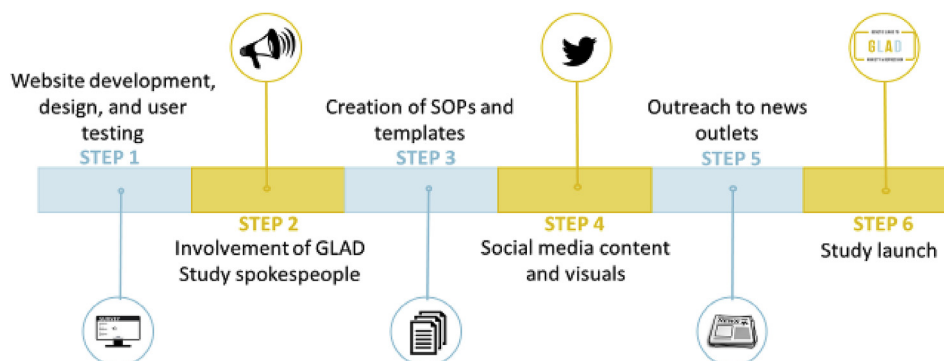 Website development,
design, and user
testing
STEP 1
STEP 2
Involvement of GLAD
Study spokespeople
Creation of SOPs and
templates
STEP 3
STEP 4
Social media content
and visuals
Outreach to news
outlets
STEP 5
GLAD
STEP 6
Study launch
SURVEY
NEWS